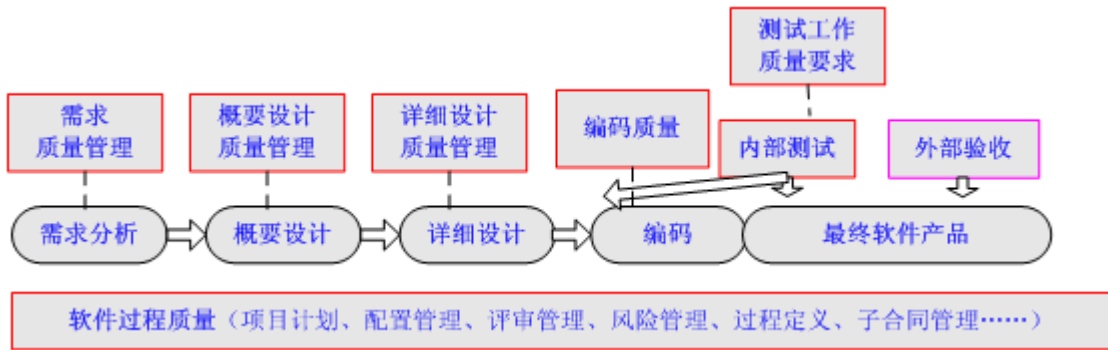 测试工作
质量要求
需求
质量管理
概要设计
质量管理
详细设计
质量管理
编码质量
内部测试
外部验收
需求分析
概要设计
详细设计
编码
最终软件产品
软件过程质量（项目计划、配置管理、评审管理、风险管理、过程定义、子合同管理……）